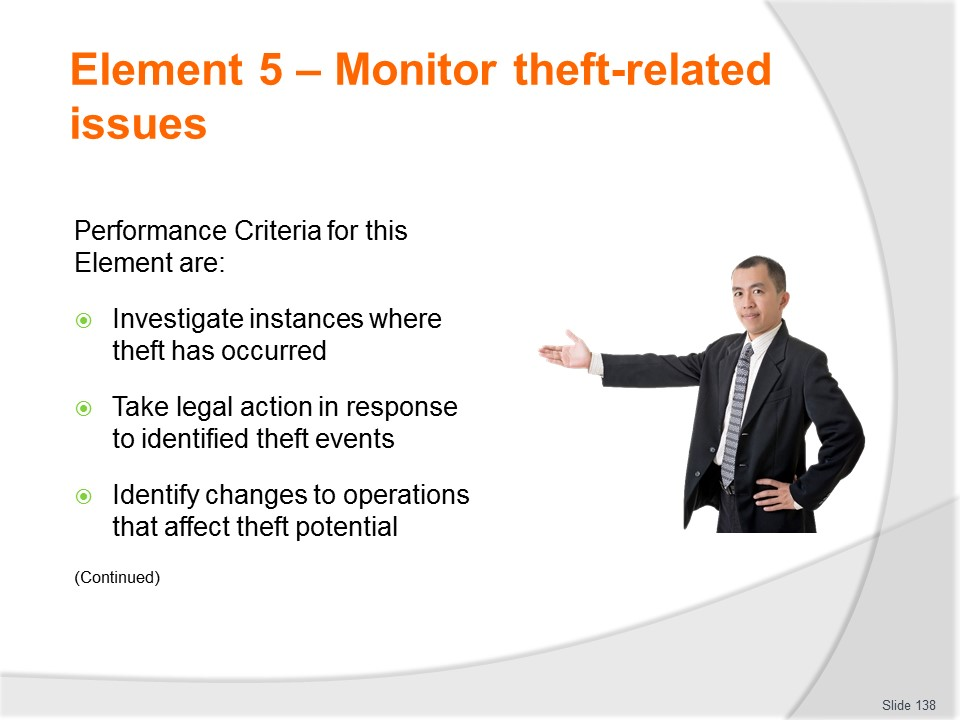 Element 5 – Monitor theft-related
issues
Performance Criteria for this
Element are:
Investigate instances where
theft has occurred
Take legal action in response
to identified theft events
Identify changes to operations
that affect theft potential
(Continued)
Slide 138